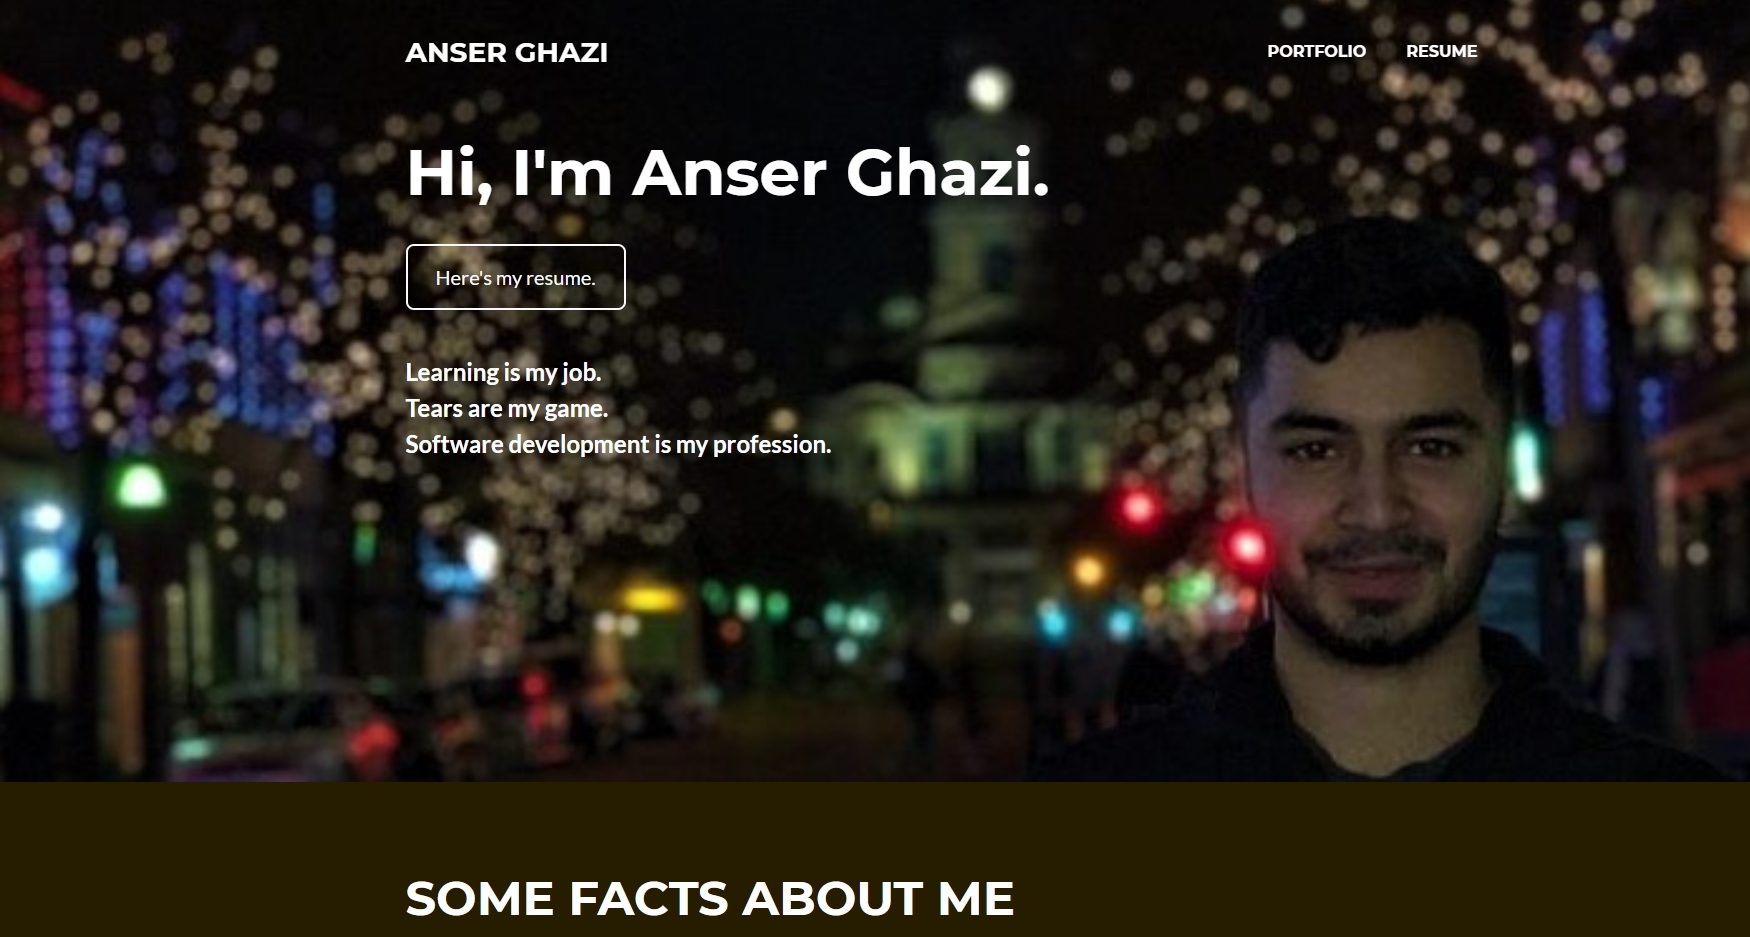 ANSER GHAZI
PORTFOLIO RESUME
Hi, I'm Anser Ghazi.
Here's my resume.
Learning is my job.
Tears are my game.
Software development is my profession.
SOME FACTS ABOUT ME